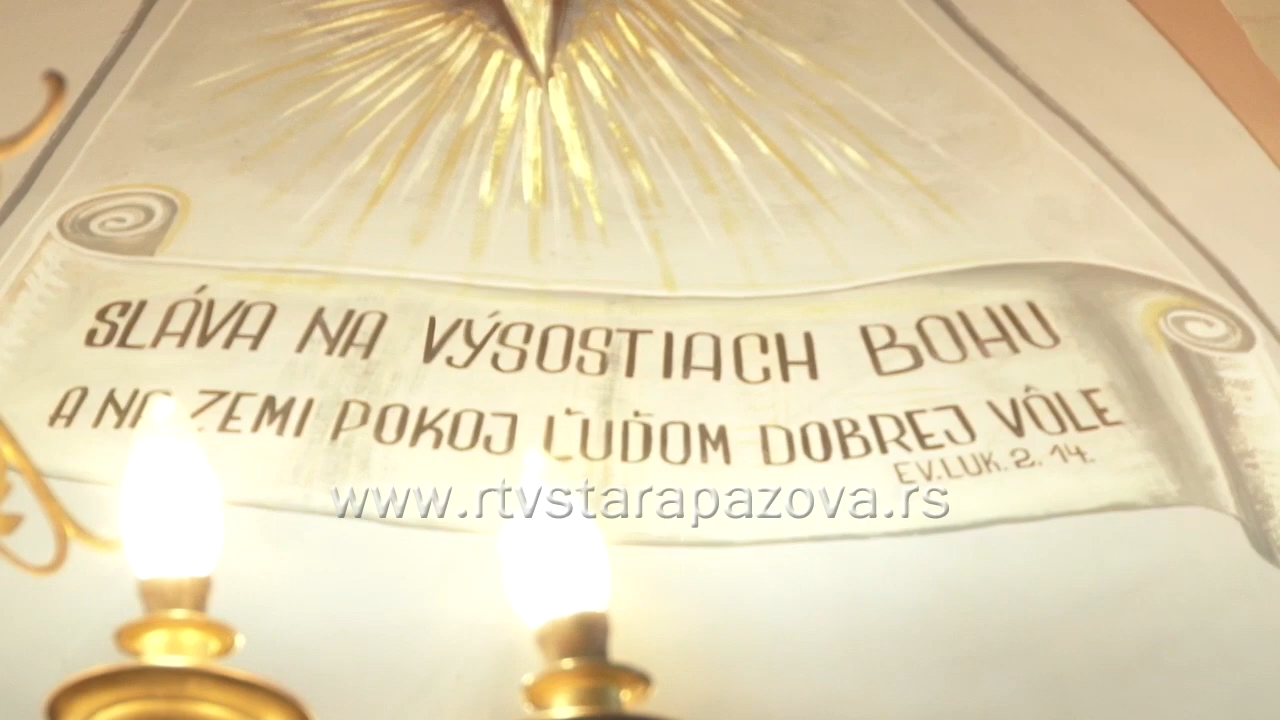 SLÁVA NA VÝSOSTIACH BOHU
A NA ZEMI POKOJ ĽUĎOM DOBREJ VÔLE
EV.LUK. 2. 14.
www.rtvstarapazova.rs